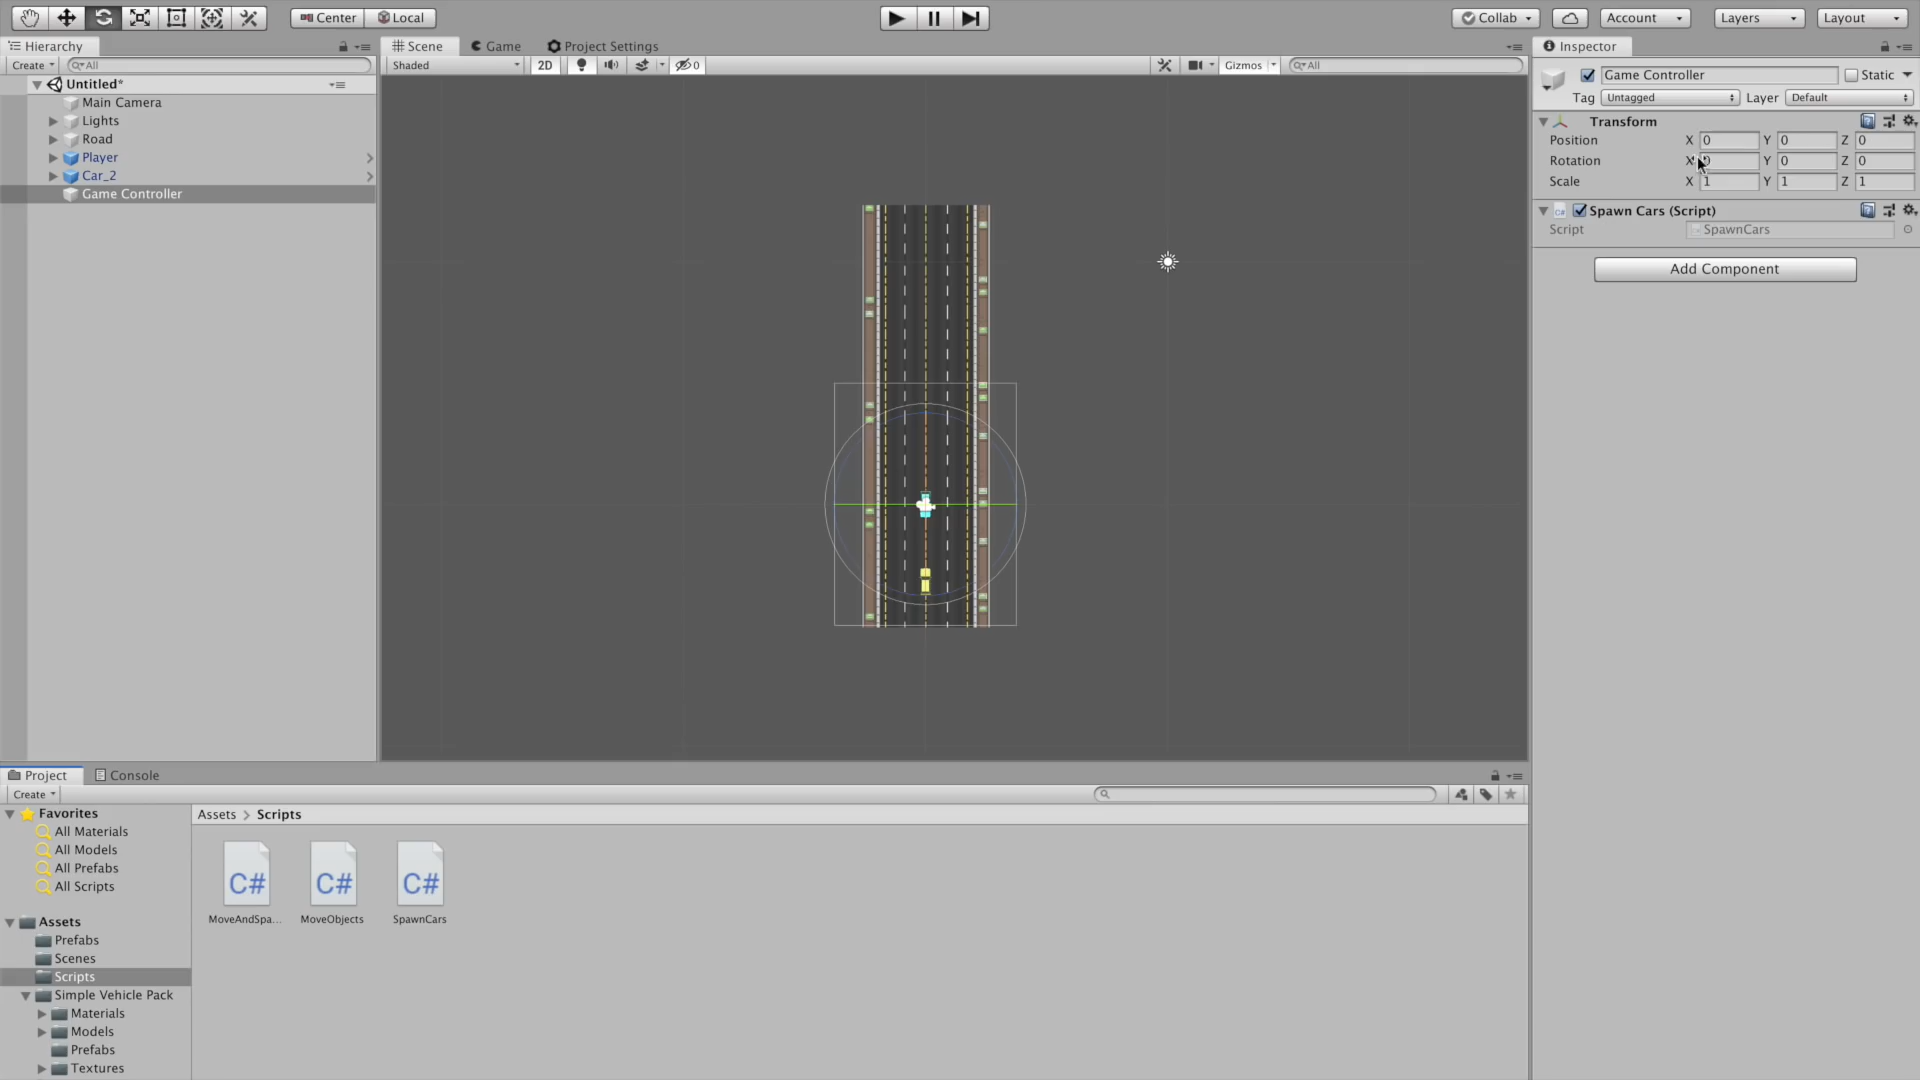 Center
Local
Collab
Account
Layers
Layout
Hierarchy
Scene
Game
Project Settings
Inspector
Create
All
Shaded
2D
0
Gizmos
All
Game Controller
Static
Untitled*
Main Camera
Lights
Road
Player
Car_2
Game Controller
Tag
Untagged
Layer
Default
Transform
Position X 0 Y 0 Z 0
Rotation X 0 Y 0 Z 0
Scale X 1 Y 1 Z 1
Spawn Cars (Script)
Script
SpawnCars
Add Component
Project
Console
Create
Favorites
All Materials
All Models
All Prefabs
All Scripts
Assets
Prefabs
Scenes
Scripts
Simple Vehicle Pack
Materials
Models
Prefabs
Textures
Assets > Scripts
C#
C#
C#
MoveAndSpa...
MoveObjects
SpawnCars